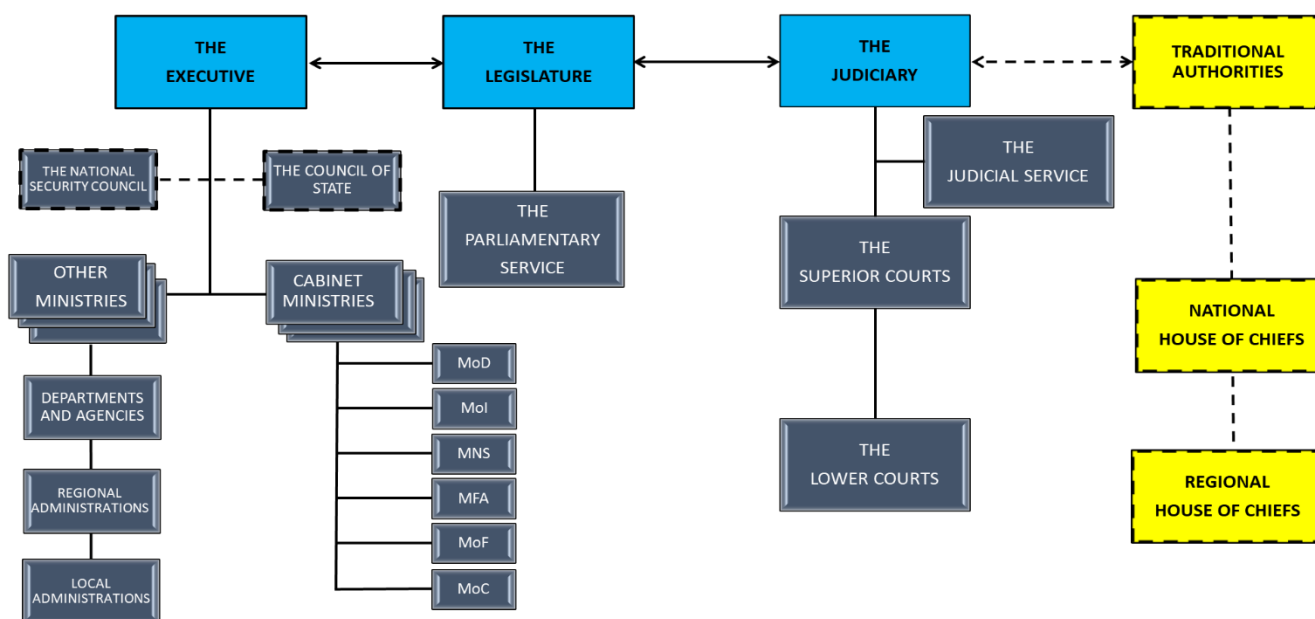 THE
EXECUTIVE
THE
LEGISLATURE
THE
JUDICIARY
TRADITIONAL
AUTHORITIES
THE NATIONAL
SECURITY COUNCIL
THE COUNCIL OF
STATE
THE
PARLIAMENTARY
SERVICE
THE
JUDICIAL SERVICE
THE
SUPERIOR COURTS
OTHER
MINISTRIES
CABINET
MINISTRIES
NATIONAL
HOUSE OF CHIEFS
DEPARTMENTS
AND AGENCIES
REGIONAL
ADMINISTRATIONS
LOCAL
ADMINISTRATIONS
MoD
MoI
MNS
MFA
MoF
MoC
THE
LOWER COURTS
REGIONAL
HOUSE OF CHIEFS